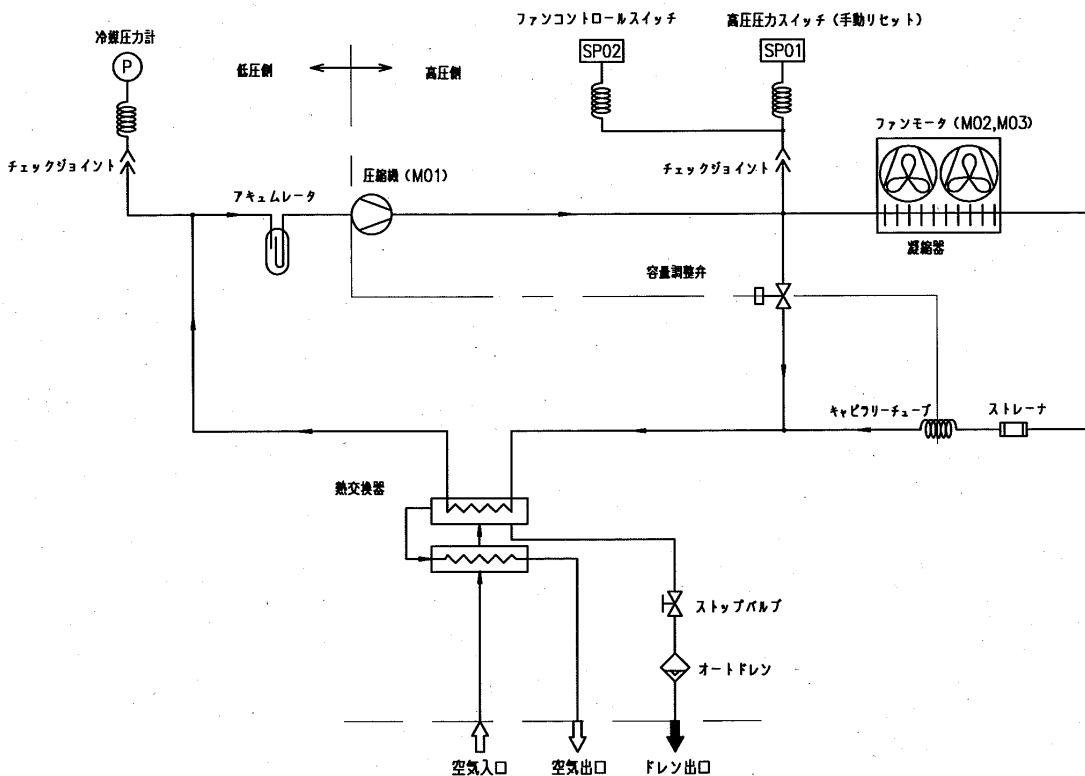 ファンコントロールスイッチ
高圧圧力スイッチ(手動リセット)
冷媒圧力計
SP02
SP01
P
低圧側
高圧側
ファンモータ(M02,M03)
チェックジョイント
圧縮機(M01)
チェックジョイント
アキュムレータ
凝縮器
容量調整弁
キャピラリーチューブ
ストレーナ
熱交換器
ストップバルブ
オートドレン
空気入口
空気出口
ドレン出口